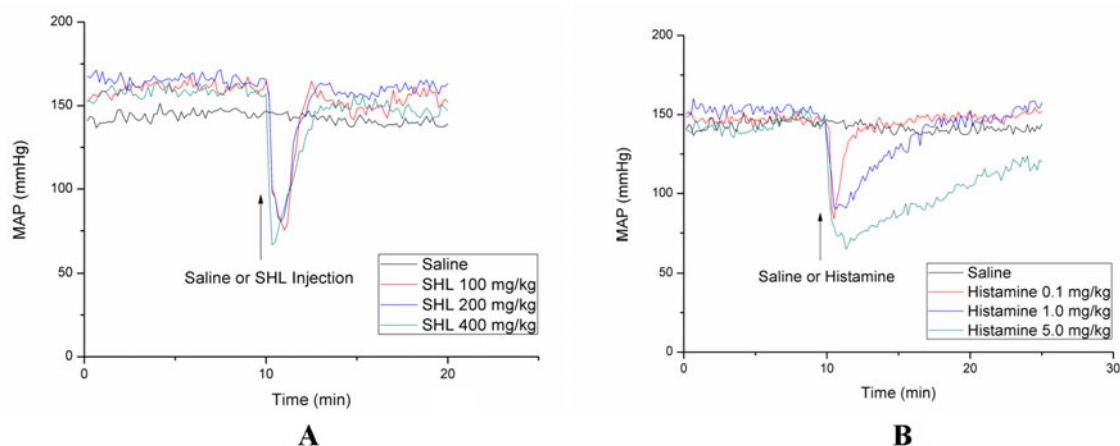 200
150
100
50
0
MAP (mmHg)
Saline or SHL Injection
Saline
SHL 100 mg/kg
SHL 200 mg/kg
SHL 400 mg/kg
0
10
20
Time (min)
A
200
150
100
50
0
MAP (mmHg)
Saline or Histamine
Saline
Histamine 0.1 mg/kg
Histamine 1.0 mg/kg
Histamine 5.0 mg/kg
0
10
20
30
Time (min)
B